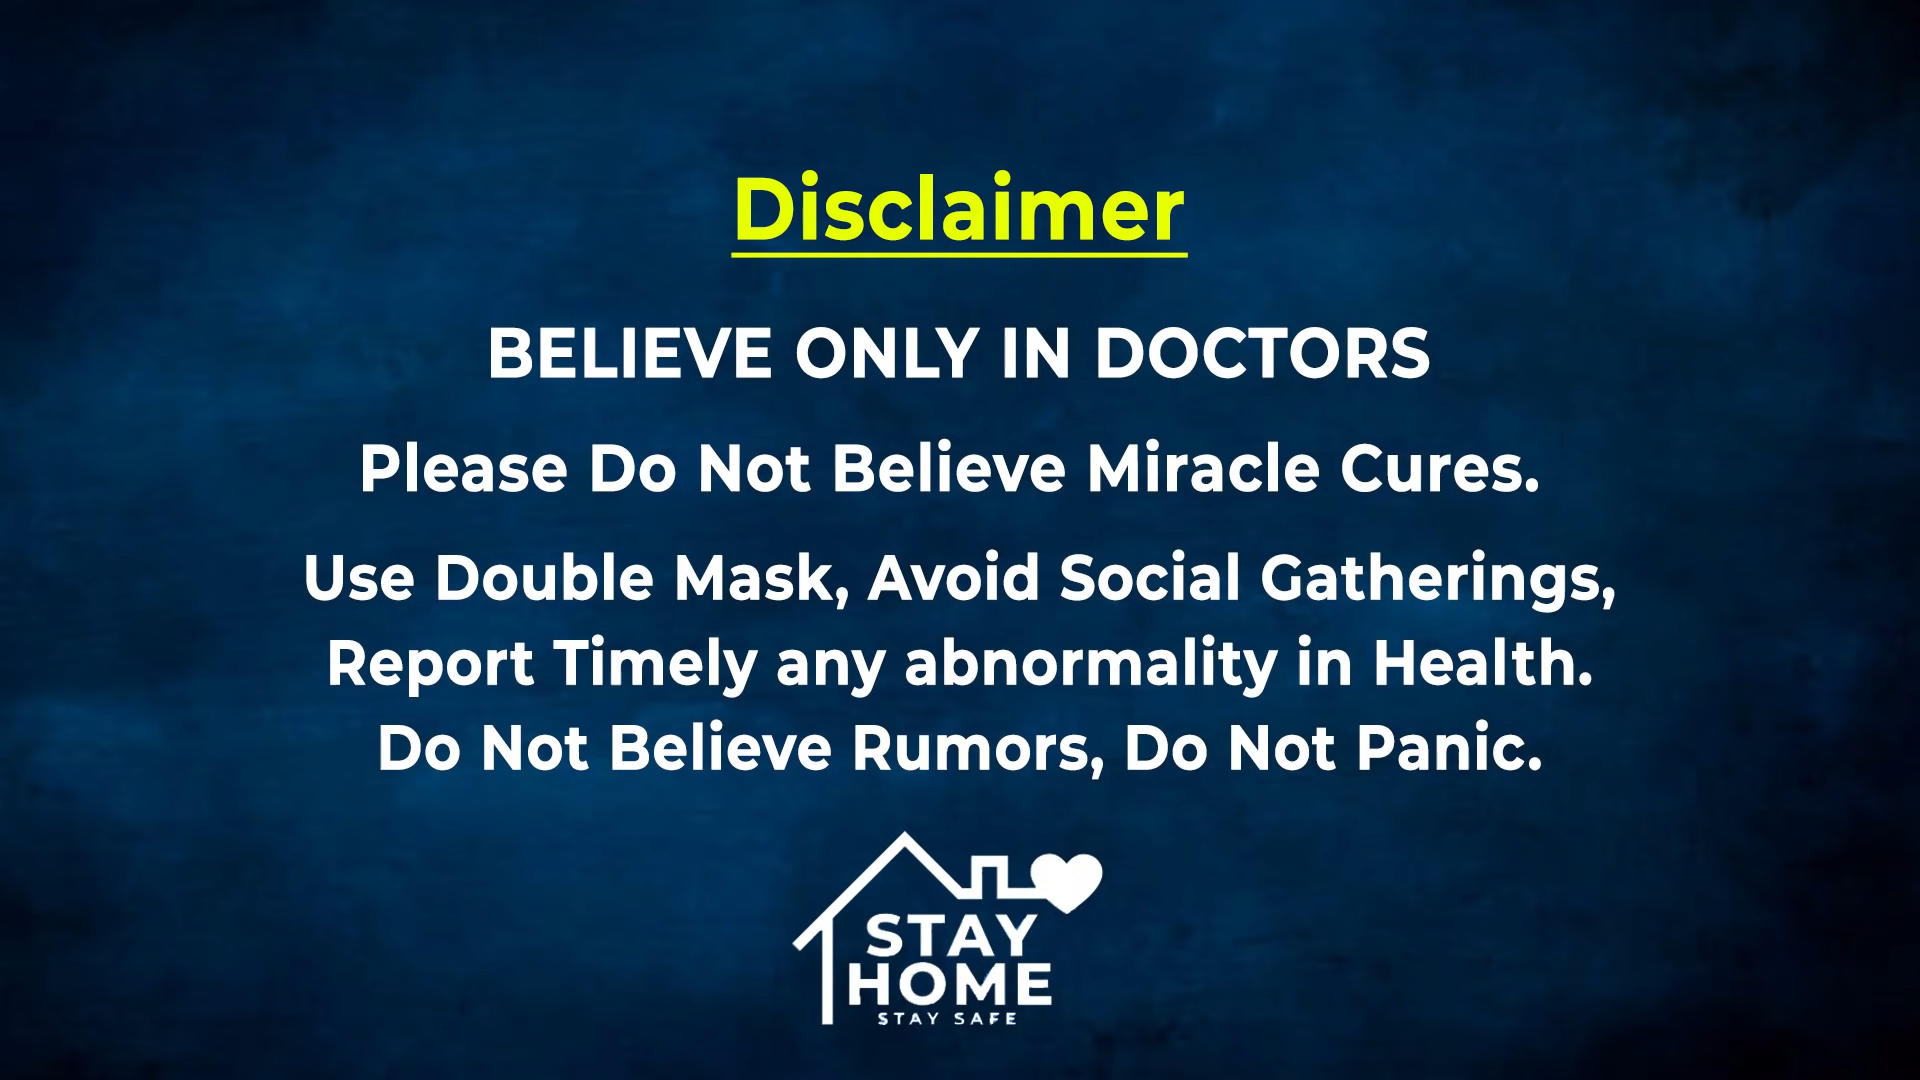 Disclaimer
BELIEVE ONLY IN DOCTORS
Please Do Not Believe Miracle Cures.
Use Double Mask, Avoid Social Gatherings,
Report Timely any abnormality in Health.
Do Not Believe Rumors, Do Not Panic.
STAY
HOME
STAY SAFE